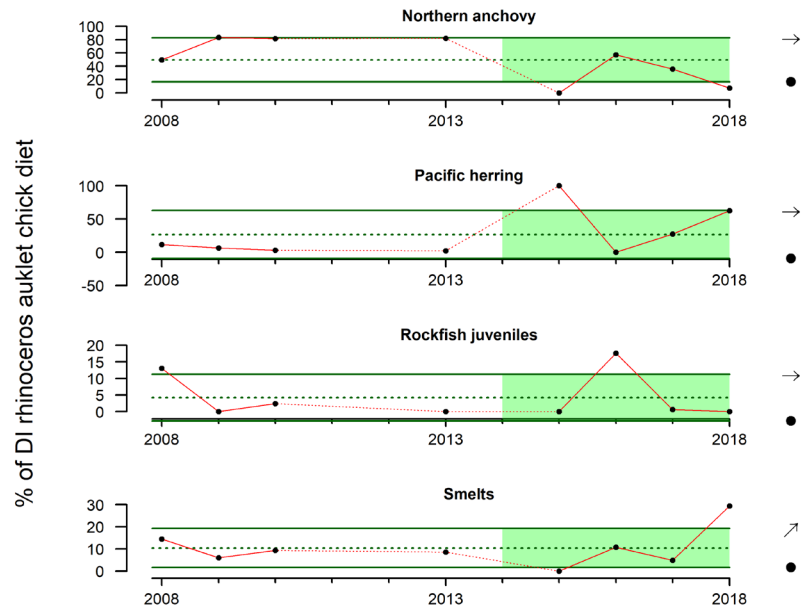 % of DI rhinoceros auklet chick diet
Northern anchovy
100
80
60
40
20
0
2008 2013 2018
Pacific herring
100
50
0
-50
2008 2013 2018
Rockfish juveniles
20
15
10
5
0
2008 2013 2018
Smelts
30
20
10
0
2008 2013 2018